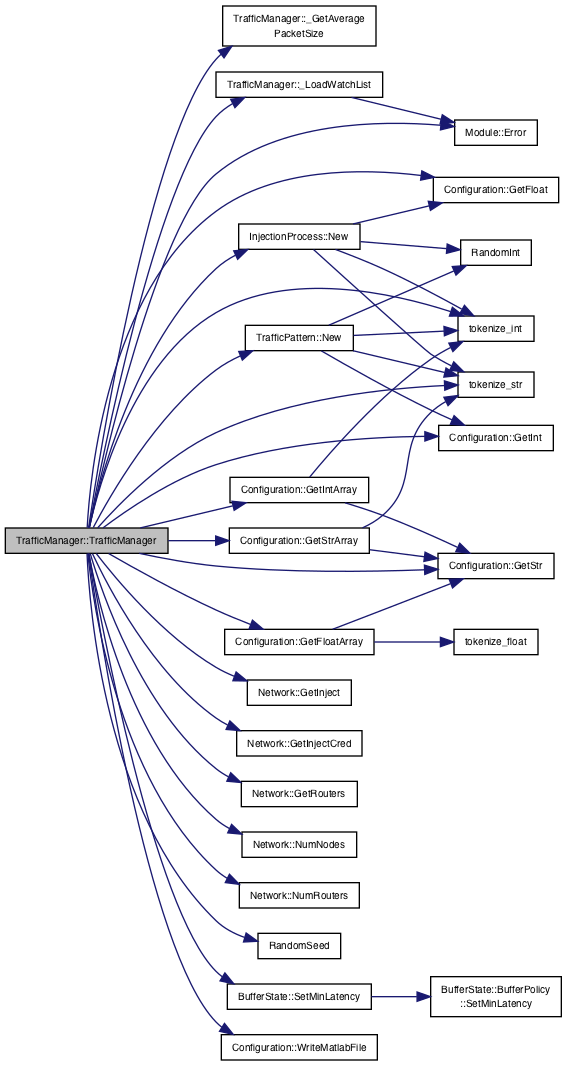 TrafficManager::_GetAverage
PacketSize
TrafficManager::_LoadWatchList
Module::Error
Configuration::GetFloat
InjectionProcess::New
RandomInt
tokenize_int
TrafficPattern::New
tokenize_str
Configuration::GetInt
Configuration::GetIntArray
TrafficManager::TrafficManager
Configuration::GetStrArray
Configuration::GetStr
Configuration::GetFloatArray
tokenize_float
Network::GetInject
Network::GetInjectCred
Network::GetRouters
Network::NumNodes
Network::NumRouters
RandomSeed
BufferState::SetMinLatency
BufferState::BufferPolicy
::SetMinLatency
Configuration::WriteMatlabFile